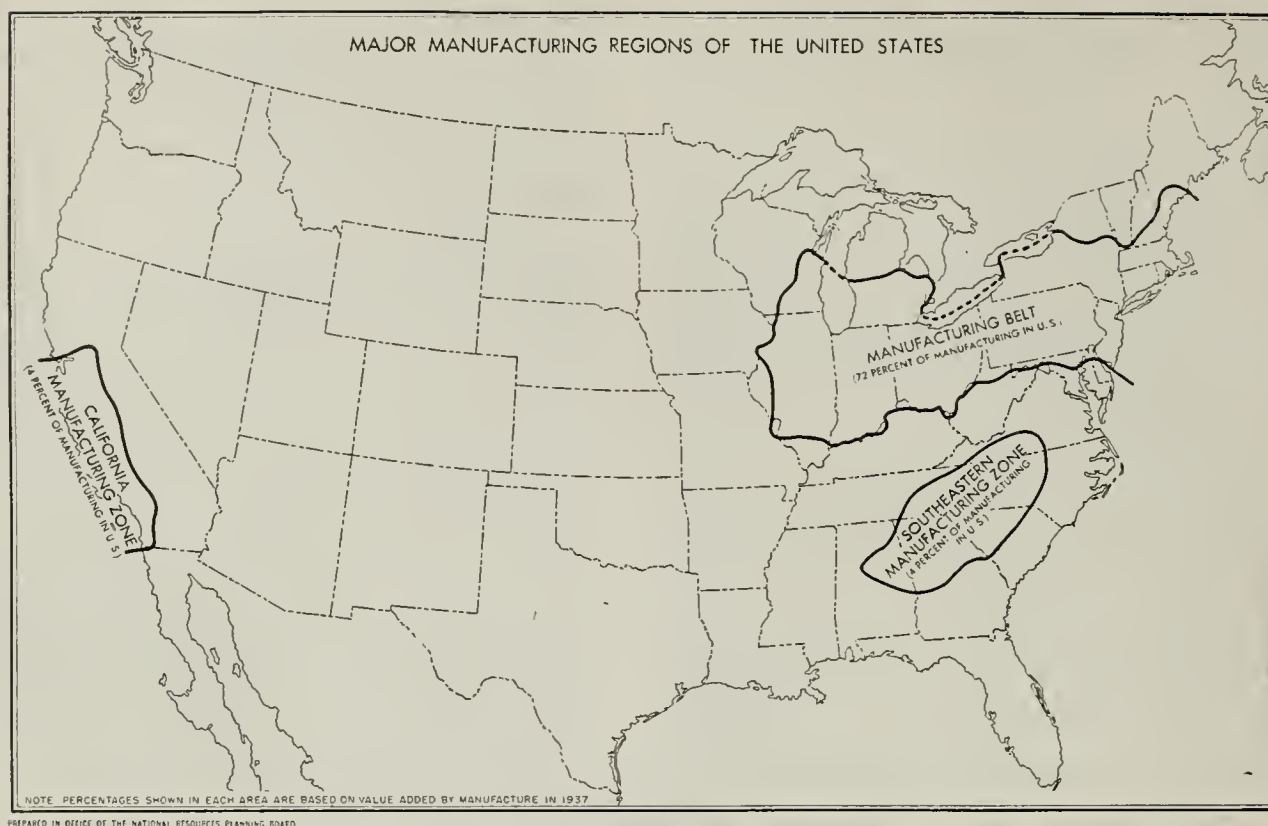 MAJOR MANUFACTURING REGIONS OF THE UNITED STATES
MANUFACTURING BELT
(72 PERCENT OF MANUFACTURING IN U.S.)
CALIFORNIA
MANUFACTURING ZONE
(4 PERCENT OF MANUFACTURING IN U.S.)
SOUTHEASTERN
MANUFACTURING ZONE
(4 PERCENT OF MANUFACTURING
IN U.S.)
NOTE PERCENTAGES SHOWN IN EACH AREA ARE BASED ON VALUE ADDED BY MANUFACTURE IN 1937
PREPARED IN OFFICE OF THE NATIONAL RESOURCES PLANNING BOARD